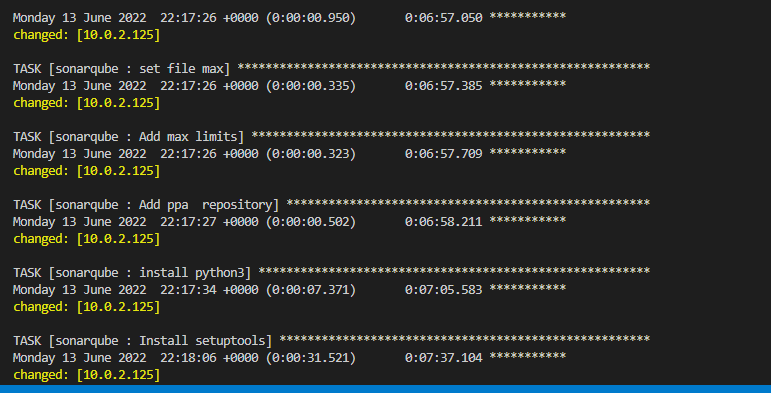 Monday 13 June 2022  22:17:26 +0000 (0:00:00.950)       0:06:57.050 ***********
changed: [10.0.2.125]

TASK [sonarqube : set file max] ************************************************************
Monday 13 June 2022  22:17:26 +0000 (0:00:00.335)       0:06:57.385 ***********
changed: [10.0.2.125]

TASK [sonarqube : Add max limits] **********************************************************
Monday 13 June 2022  22:17:26 +0000 (0:00:00.323)       0:06:57.709 ***********
changed: [10.0.2.125]

TASK [sonarqube : Add ppa  repository] *****************************************************
Monday 13 June 2022  22:17:27 +0000 (0:00:00.502)       0:06:58.211 ***********
changed: [10.0.2.125]

TASK [sonarqube : install python3] *********************************************************
Monday 13 June 2022  22:17:34 +0000 (0:00:07.371)       0:07:05.583 ***********
changed: [10.0.2.125]

TASK [sonarqube : Install setuptools] ******************************************************
Monday 13 June 2022  22:18:06 +0000 (0:00:31.521)       0:07:37.104 ***********
changed: [10.0.2.125]